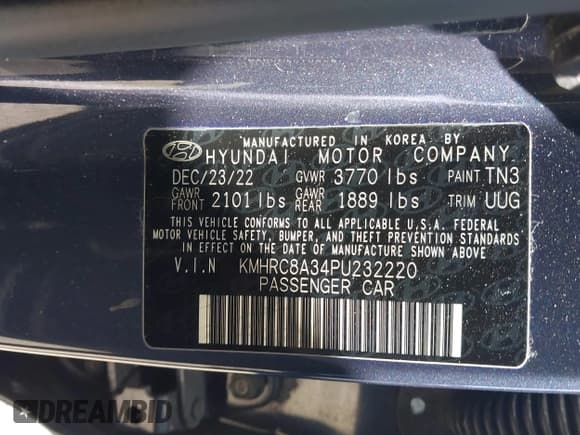 MANUFACTURED IN KOREA BY
HYUNDAI MOTOR COMPANY
DEC/23/22 GVWR 3770 lbs PAINT TN3
GAWR FRONT 2101 lbs GAWR REAR 1889 lbs TRIM UUG
THIS VEHICLE CONFORMS TO ALL APPLICABLE U.S.A. FEDERAL
MOTOR VEHICLE SAFETY, BUMPER, AND THEFT PREVENTION STANDARDS
IN EFFECT ON THE DATE OF MANUFACTURE SHOWN ABOVE
V.I.N KMHRC8A34PU232220
PASSENGER CAR
DREAMBID